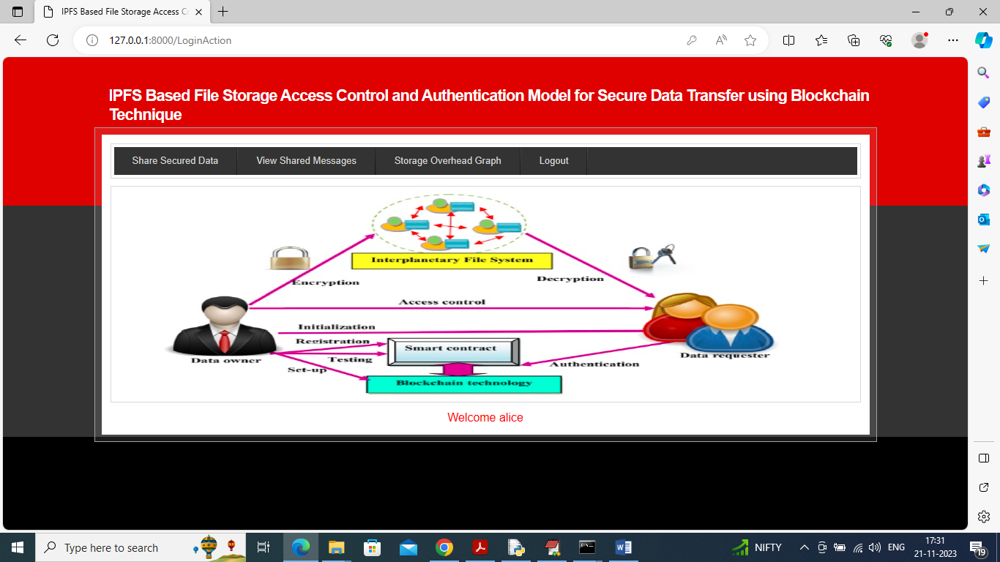 IPFS Based File Storage Access Co
127.0.0.1:8000/LoginAction
IPFS Based File Storage Access Control and Authentication Model for Secure Data Transfer using Blockchain
Technique
Share Secured Data
View Shared Messages
Storage Overhead Graph
Logout
Interplanetary File System
Encryption
Decryption
Access control
Initialization
Registration
Smart contract
Testing
Data owner
Authentication
Data requester
Set-up
Blockchain technology
Welcome alice
Type here to search
NIFTY
ENG
17:31
21-11-2023
19